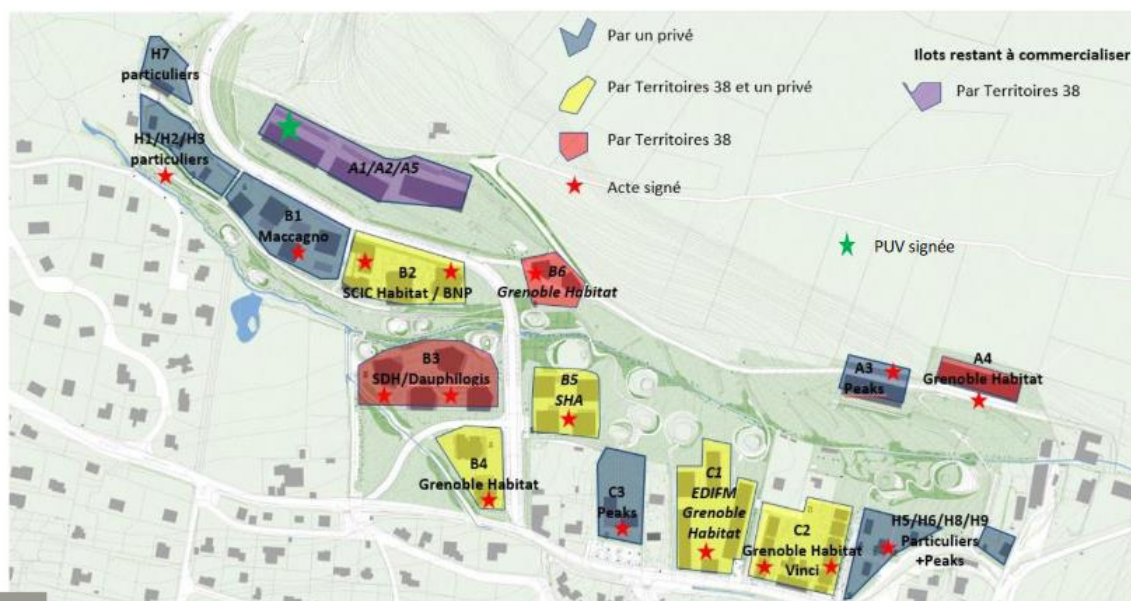 Par un privé
Ilots restant à commercialiser
Par Territoires 38 et un privé
Par Territoires 38
Par Territoires 38
Acte signé
PUV signée
H7
particuliers
H1/H2/H3
particuliers
A1/A2/A5
B1
Maccagno
B2
SCIC Habitat / BNP
B6
Grenoble Habitat
B3
SDH/Dauphilogis
B5
SHA
A3
Peaks
A4
Grenoble Habitat
B4
Grenoble Habitat
C3
Peaks
C1
EDIFM
Grenoble
Habitat
C2
Grenoble Habitat
Vinci
H5/H6/H8/H9
Particuliers
+Peaks